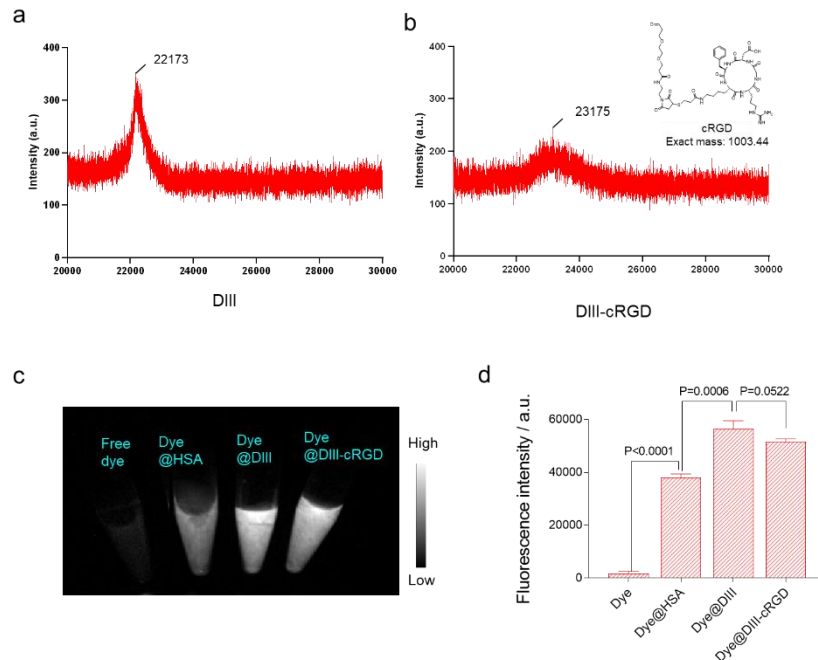 a
22173
400
300
200
100
0
Intensity (a.u.)
20000 22000 24000 26000 28000 30000
DIII
b
23175
cRGD
Exact mass: 1003.44
400
300
200
100
0
Intensity (a.u.)
20000 22000 24000 26000 28000 30000
DIII-cRGD
c
Free
dye
Dye
@HSA
Dye
@DIII
Dye
@DIII-cRGD
High
Low
d
P=0.0006
P=0.0522
P<0.0001
60000
40000
20000
0
Fluorescence intensity / a.u.
Dye
Dye@HSA
Dye@DIII
Dye@DIII-cRGD